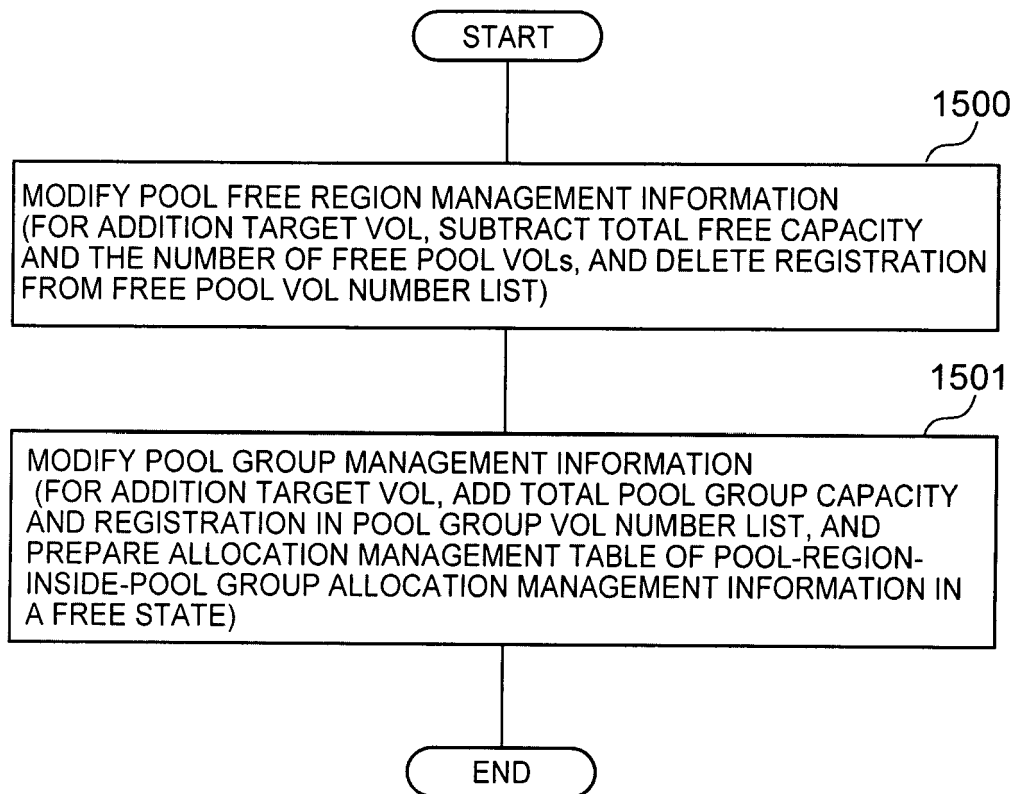 START
1500
MODIFY POOL FREE REGION MANAGEMENT INFORMATION
(FOR ADDITION TARGET VOL, SUBTRACT TOTAL FREE CAPACITY
AND THE NUMBER OF FREE POOL VOLs, AND DELETE REGISTRATION
FROM FREE POOL VOL NUMBER LIST)
1501
MODIFY POOL GROUP MANAGEMENT INFORMATION
(FOR ADDITION TARGET VOL, ADD TOTAL POOL GROUP CAPACITY
AND REGISTRATION IN POOL GROUP VOL NUMBER LIST, AND
PREPARE ALLOCATION MANAGEMENT TABLE OF POOL-REGION-
INSIDE-POOL GROUP ALLOCATION MANAGEMENT INFORMATION IN
A FREE STATE)
END